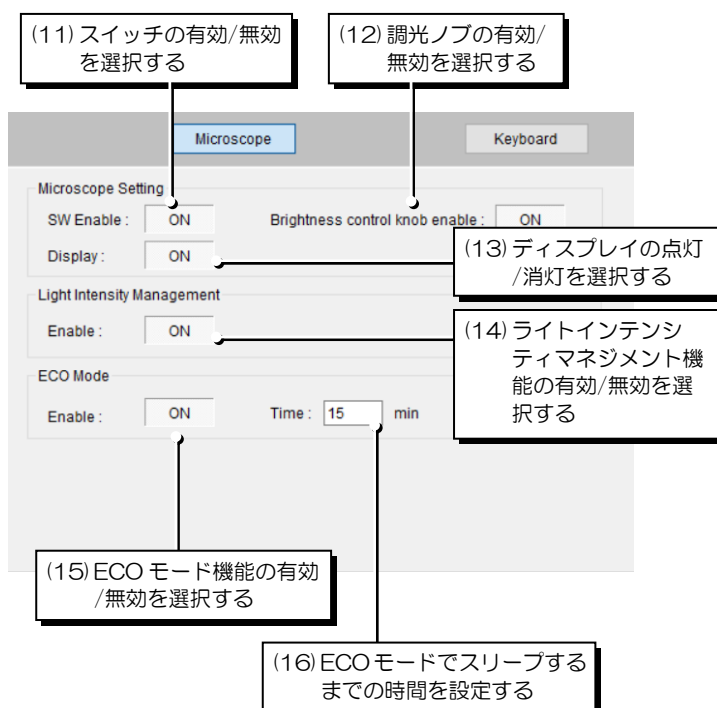 (11) スイッチの有効/無効
を選択する
(12) 調光ノブの有効/
無効を選択する
Microscope
Keyboard
Microscope Setting
SW Enable :
ON
Brightness control knob enable :
ON
Display :
ON
(13) ディスプレイの点灯
/消灯を選択する
Light Intensity Management
Enable :
ON
(14) ライトインテンシ
ティマネジメント機
能の有効/無効を選
択する
ECO Mode
Enable :
ON
Time :
15
min
(15) ECO モード機能の有効
/無効を選択する
(16) ECO モードでスリープする
までの時間を設定する